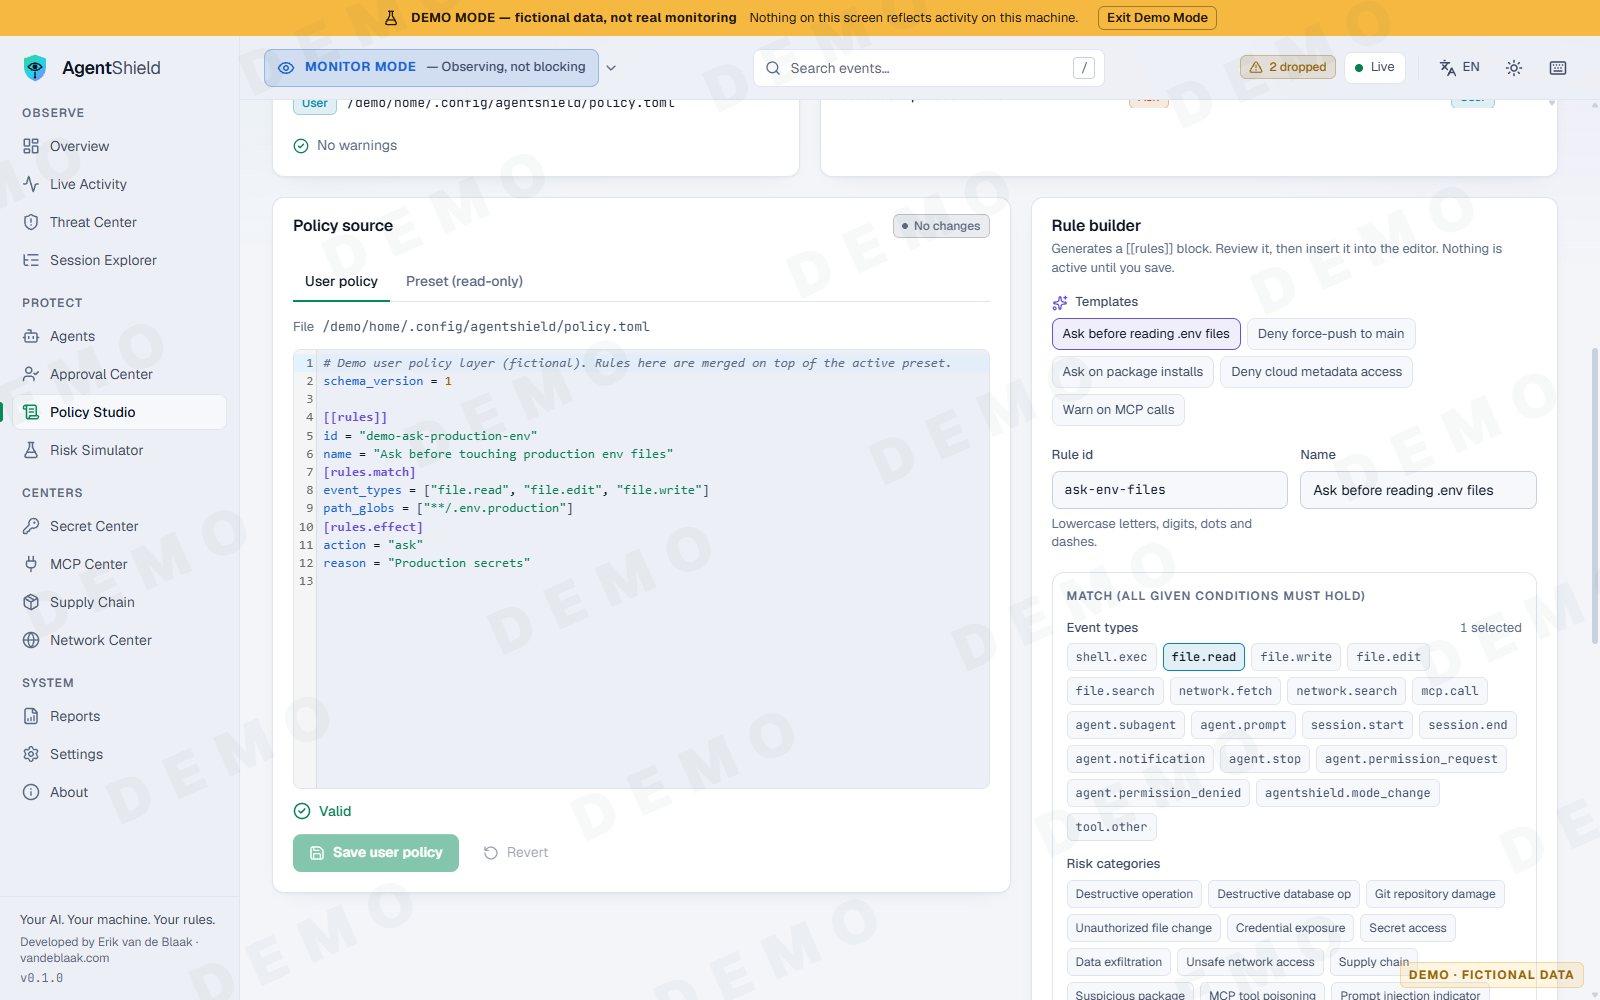 DEMO MODE — fictional data, not real monitoring Nothing on this screen reflects activity on this machine. Exit Demo Mode
AgentShield
MONITOR MODE — Observing, not blocking
Search events... /
2 dropped
Live
EN
OBSERVE
Overview
Live Activity
Threat Center
Session Explorer
PROTECT
Agents
Approval Center
Policy Studio
Risk Simulator
CENTERS
Secret Center
MCP Center
Supply Chain
Network Center
SYSTEM
Reports
Settings
About
Your AI. Your machine. Your rules.
Developed by Erik van de Blaak ·
vandeblaak.com
v0.1.0
User /demo/home/.config/agentshield/policy.toml
No warnings
Policy source
No changes
User policy Preset (read-only)
File /demo/home/.config/agentshield/policy.toml
1 # Demo user policy layer (fictional). Rules here are merged on top of the active preset.
2 schema_version = 1
3
4 [[rules]]
5 id = "demo-ask-production-env"
6 name = "Ask before touching production env files"
7 [rules.match]
8 event_types = ["file.read", "file.edit", "file.write"]
9 path_globs = ["**/.env.production"]
10 [rules.effect]
11 action = "ask"
12 reason = "Production secrets"
13
Valid
Save user policy Revert
Rule builder
Generates a [[rules]] block. Review it, then insert it into the editor. Nothing is
active until you save.
Templates
Ask before reading .env files Deny force-push to main
Ask on package installs Deny cloud metadata access
Warn on MCP calls
Rule id Name
ask-env-files Ask before reading .env files
Lowercase letters, digits, dots and
dashes.
MATCH (ALL GIVEN CONDITIONS MUST HOLD)
Event types 1 selected
shell.exec file.read file.write file.edit
file.search network.fetch network.search mcp.call
agent.subagent agent.prompt session.start session.end
agent.notification agent.stop agent.permission_request
agent.permission_denied agentshield.mode_change
tool.other
Risk categories
Destructive operation Destructive database op Git repository damage
Unauthorized file change Credential exposure Secret access
Data exfiltration Unsafe network access Supply chain
Suspicious package MCP tool poisoning Prompt injection indicator
DEMO · FICTIONAL DATA